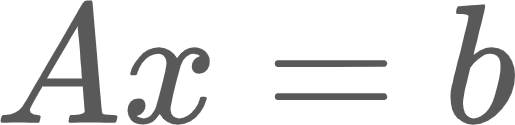 Ax = b